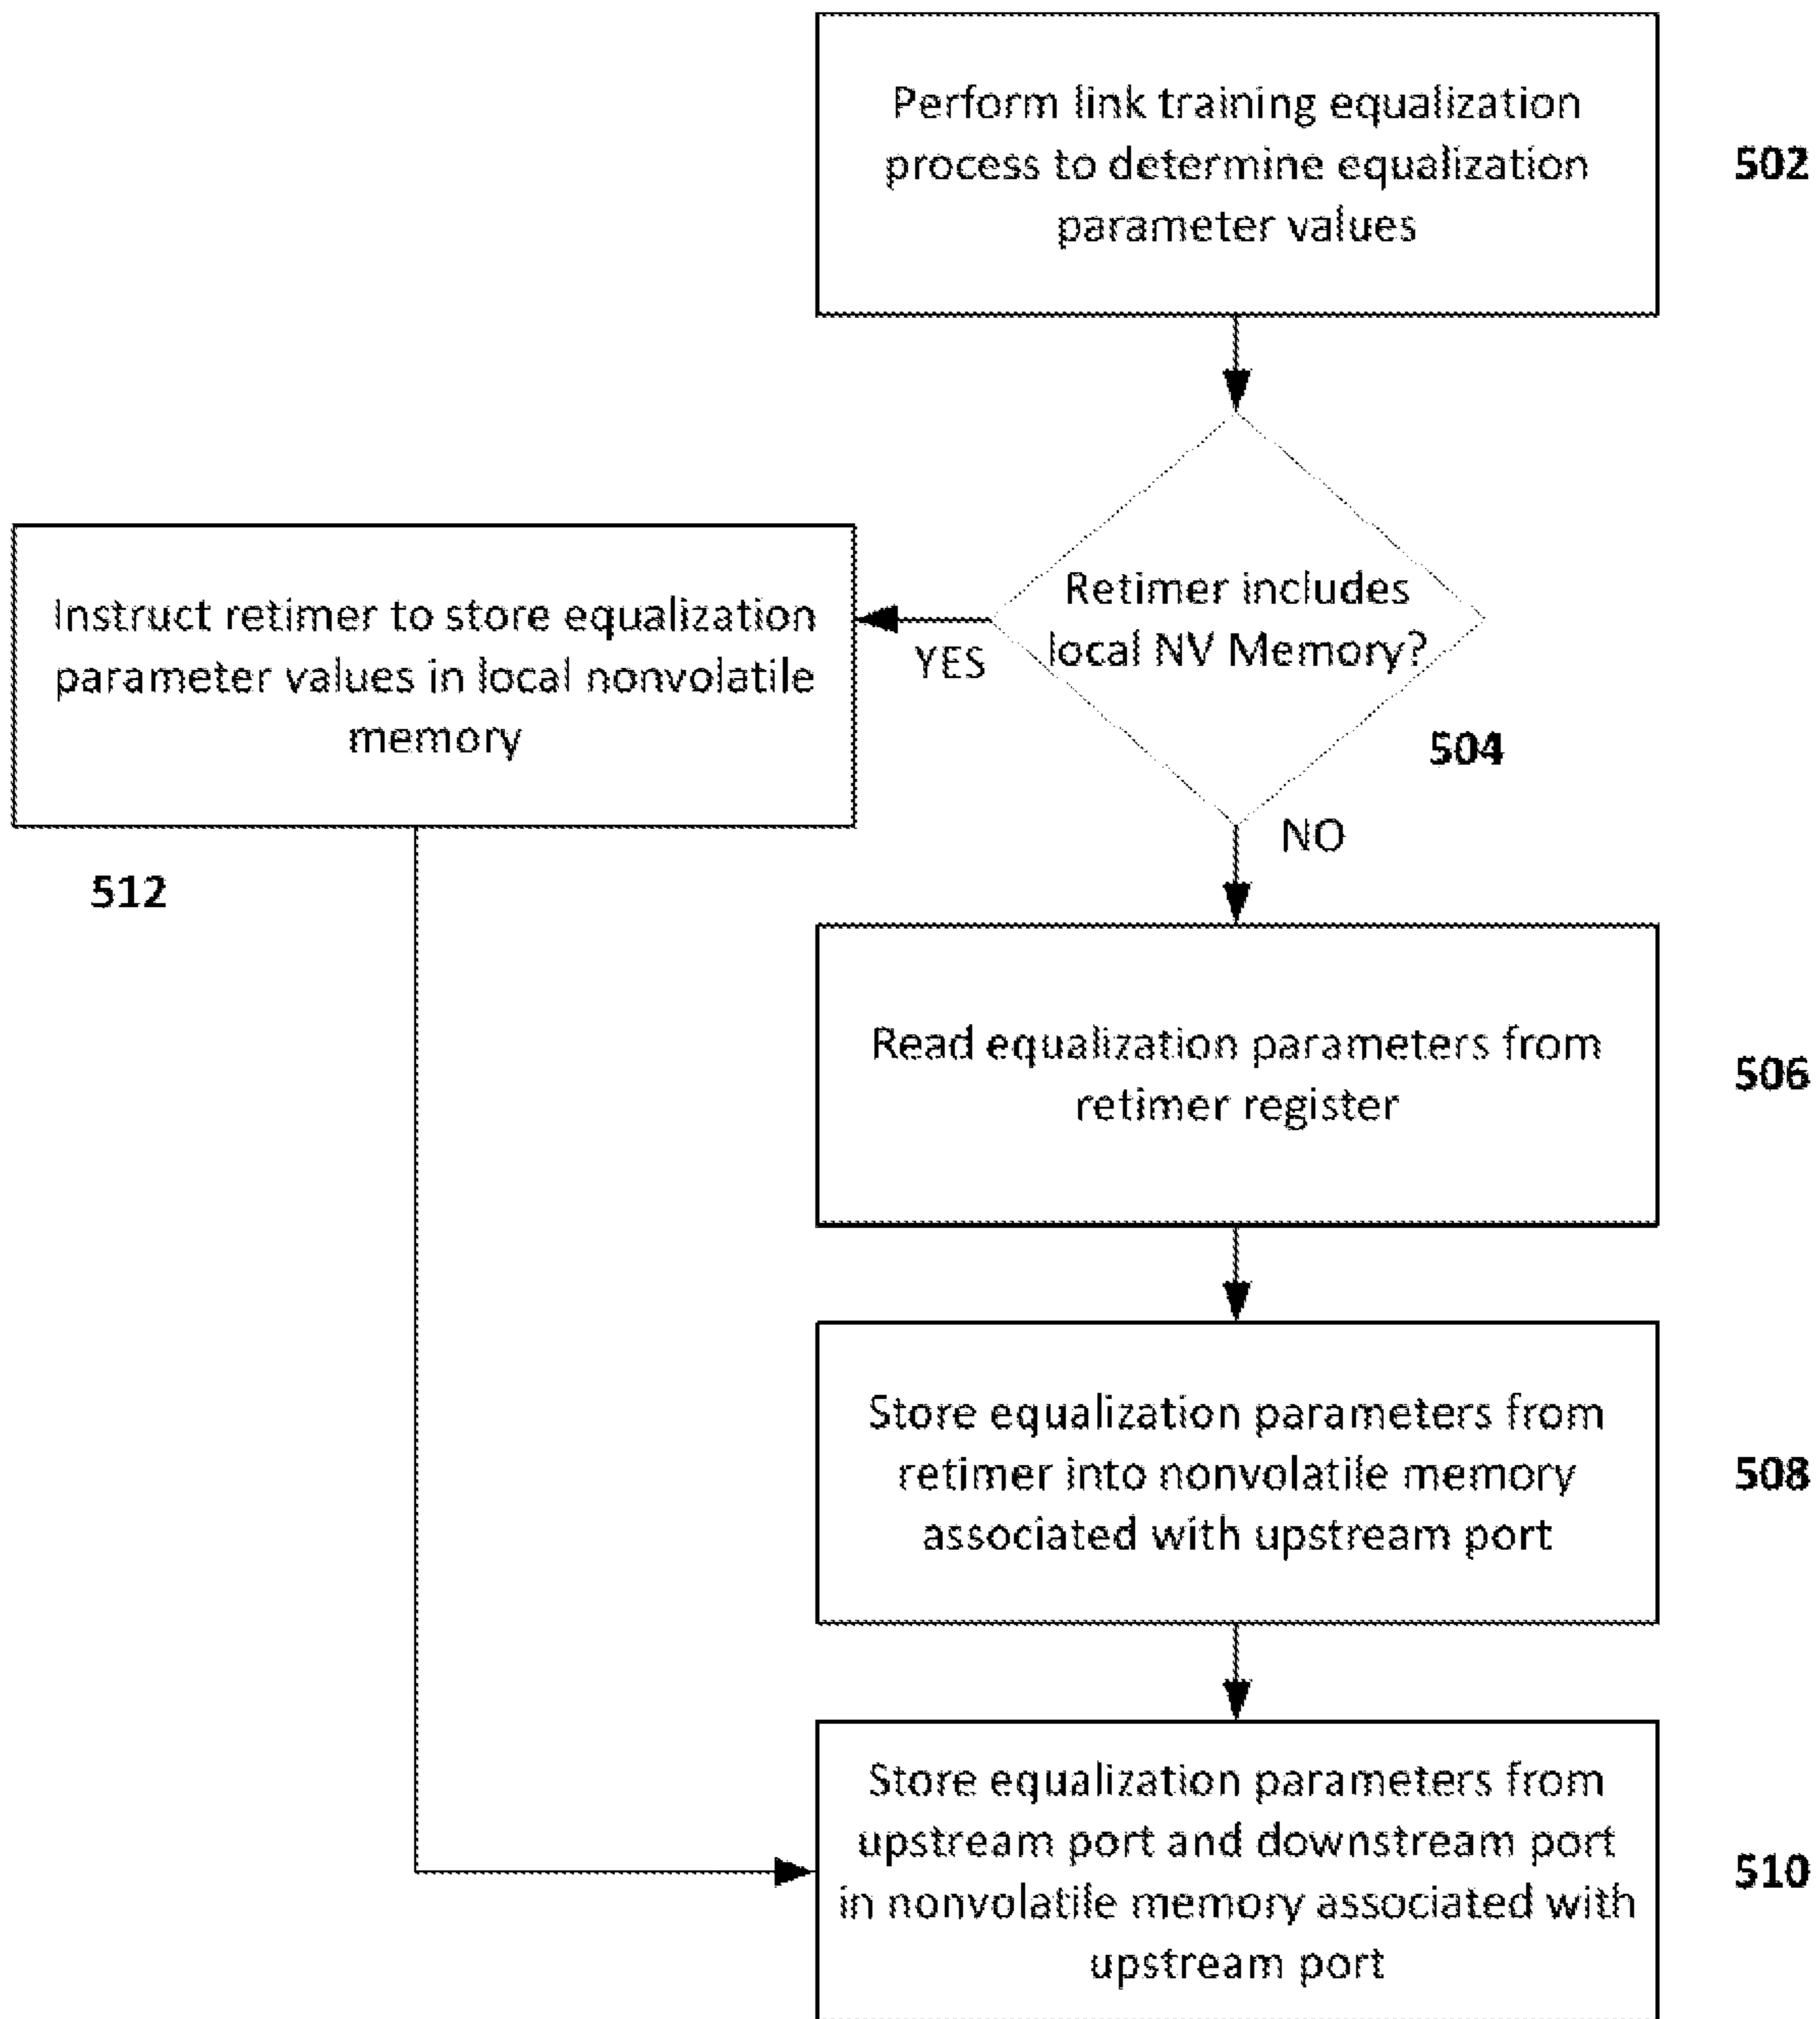 Perform link training equalization
process to determine equalization
parameter values
502
Retimer includes
local NV Memory?
504
YES
NO
Instruct retimer to store equalization
parameter values in local nonvolatile
memory
512
Read equalization parameters from
retimer register
506
Store equalization parameters from
retimer into nonvolatile memory
associated with upstream port
508
Store equalization parameters from
upstream port and downstream port
in nonvolatile memory associated with
upstream port
510